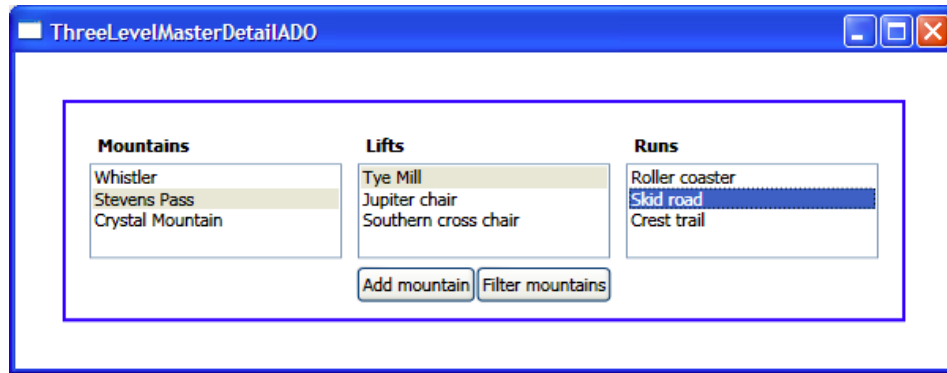 ThreeLevelMasterDetailADO
Mountains
Whistler
Stevens Pass
Crystal Mountain
Lifts
Tye Mill
Jupiter chair
Southern cross chair
Runs
Roller coaster
Skid road
Crest trail
Add mountain
Filter mountains